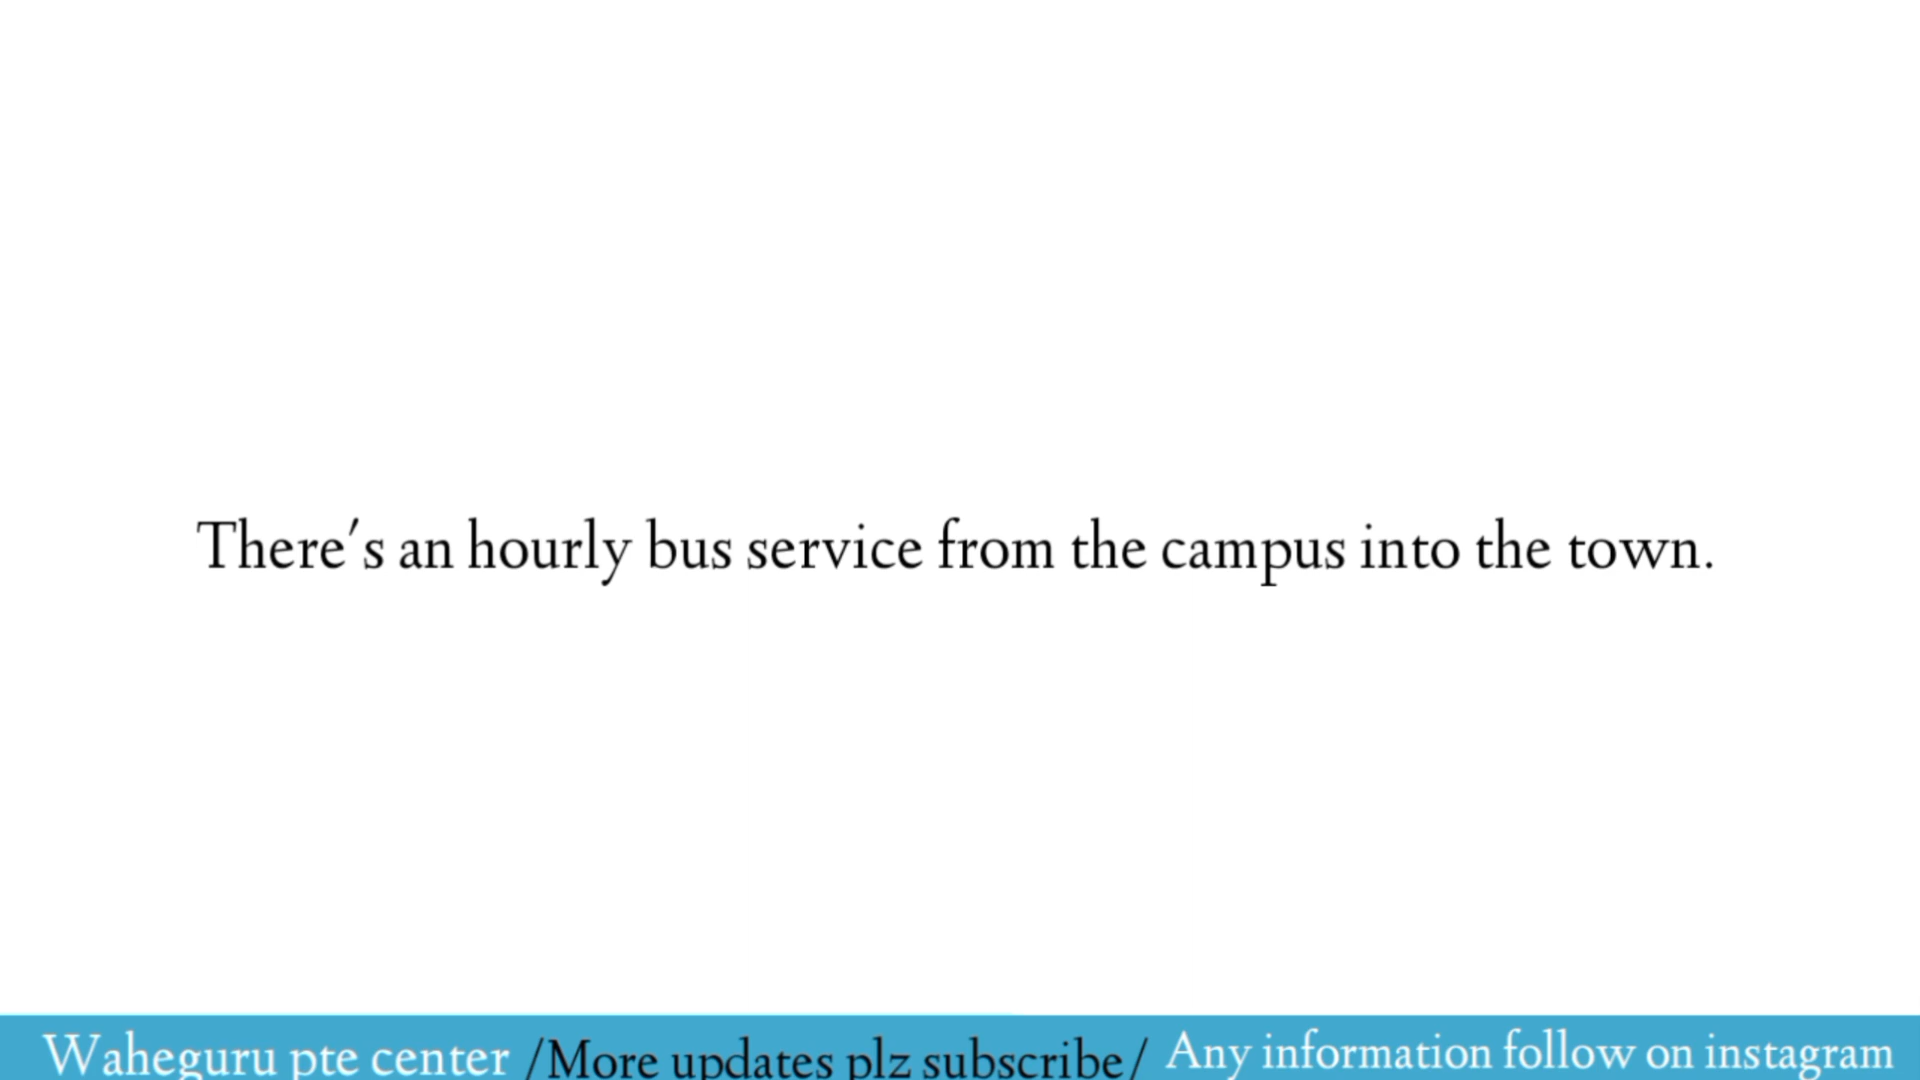 There's an hourly bus service from the campus into the town.
Waheguru pte center /More updates plz subscribe/ Any information follow on instagram